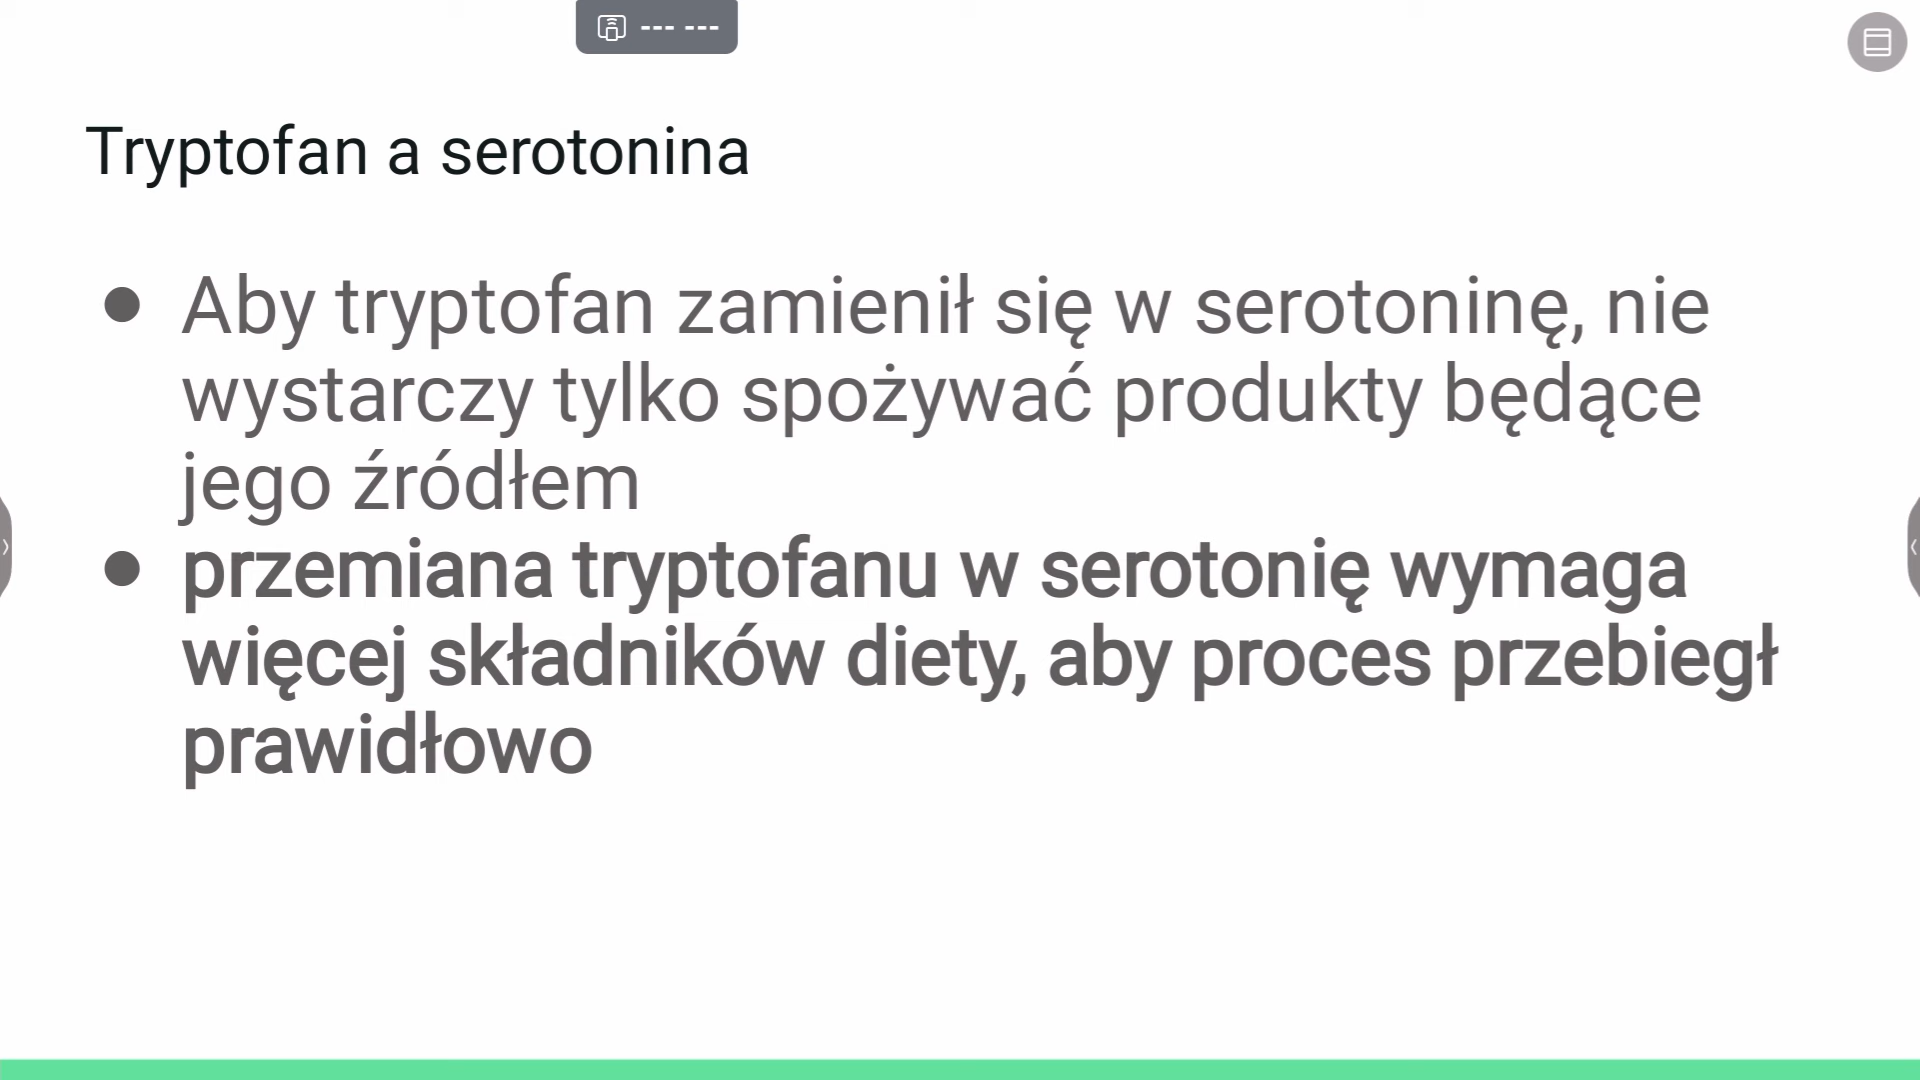 --- ---
Tryptofan a serotonina
● Aby tryptofan zamienił się w serotoninę, nie
wystarczy tylko spożywać produkty będące
jego źródłem
● przemiana tryptofanu w serotonię wymaga
więcej składników diety, aby proces przebiegł
prawidłowo